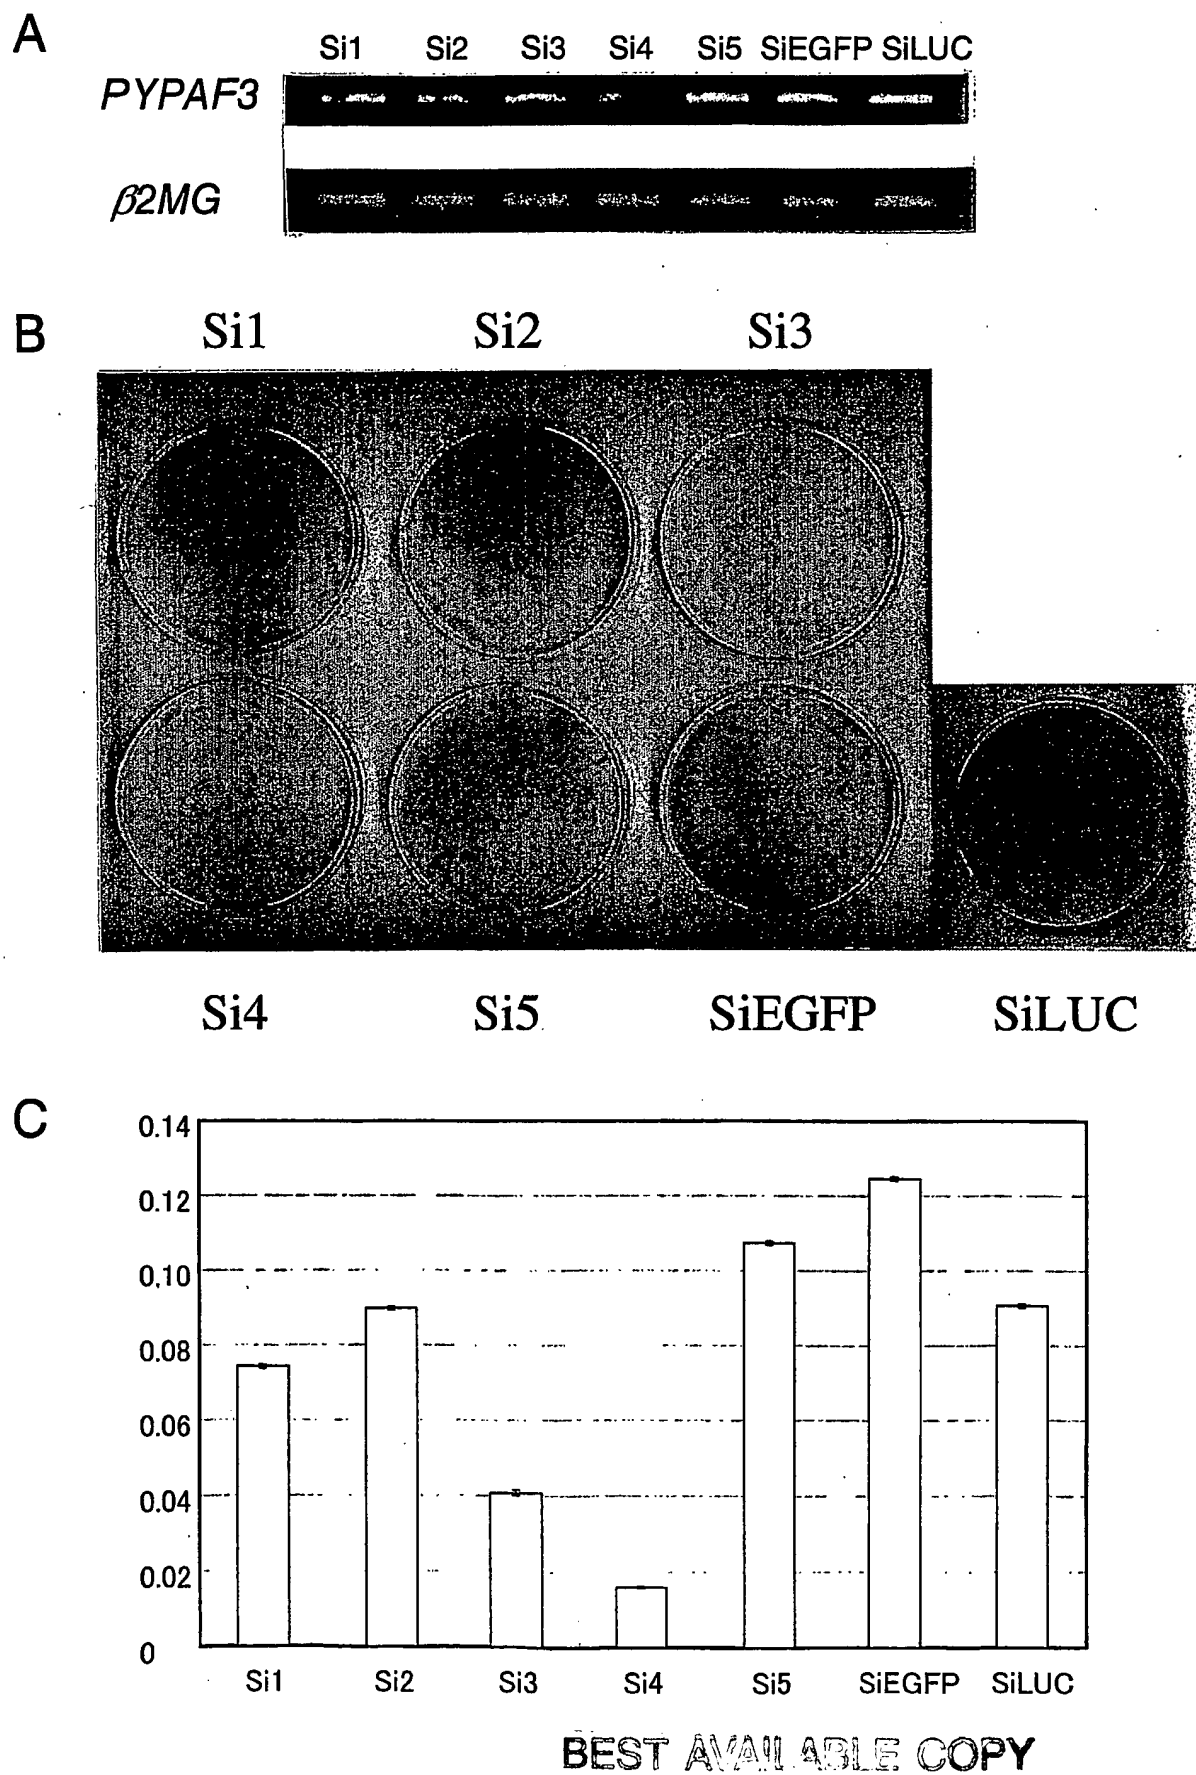 A
Si1 Si2 Si3 Si4 Si5 SiEGFP SiLUC
PYPAF3
β2MG
B
Si1 Si2 Si3
Si4 Si5 SiEGFP SiLUC
C
0.14
0.12
0.10
0.08
0.06
0.04
0.02
0
Si1 Si2 Si3 Si4 Si5 SiEGFP SiLUC
BEST AVAILABLE COPY